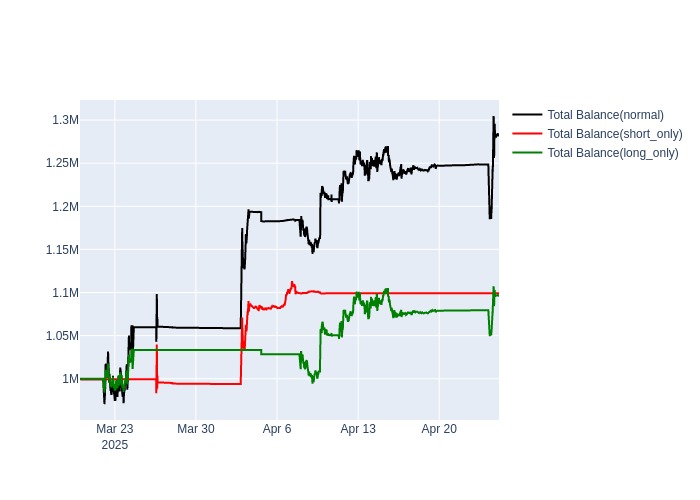 1.3M
1.25M
1.2M
1.15M
1.1M
1.05M
1M
Mar 23
2025
Mar 30
Apr 6
Apr 13
Apr 20
Total Balance(normal)
Total Balance(short_only)
Total Balance(long_only)